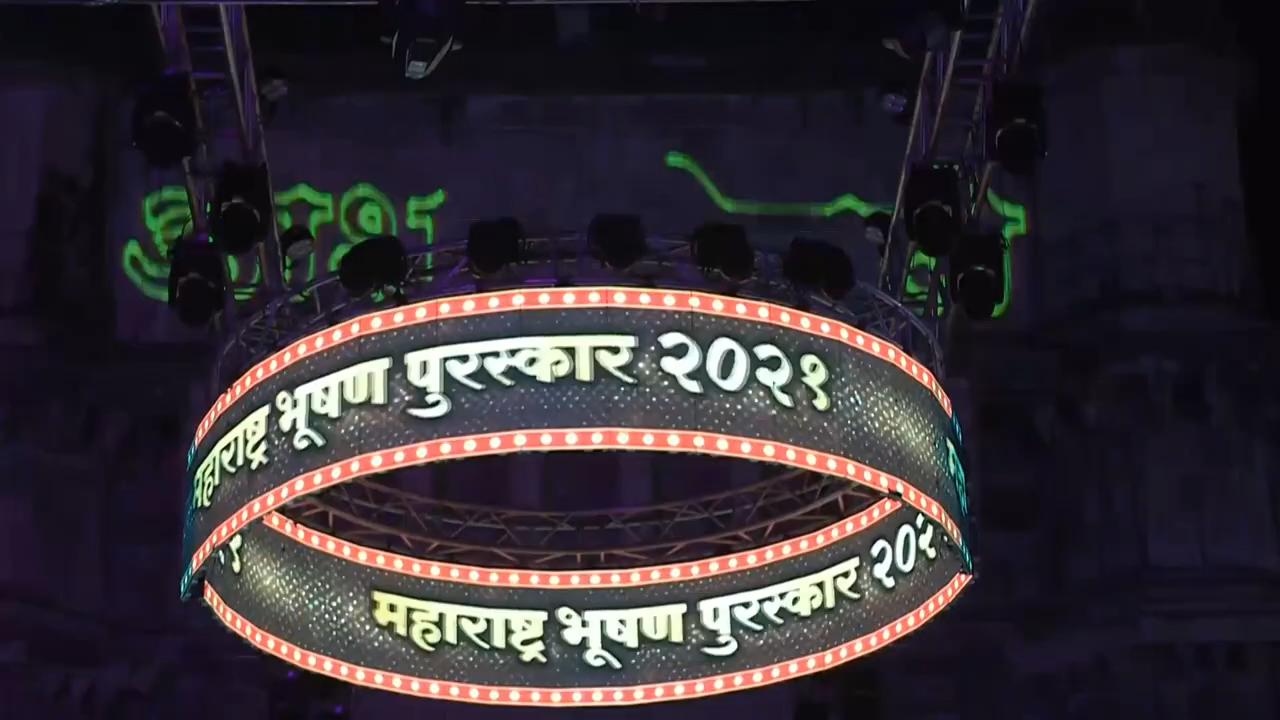 महाराष्ट्र भूषण पुरस्कार २०२१
महाराष्ट्र भूषण पुरस्कार २०२